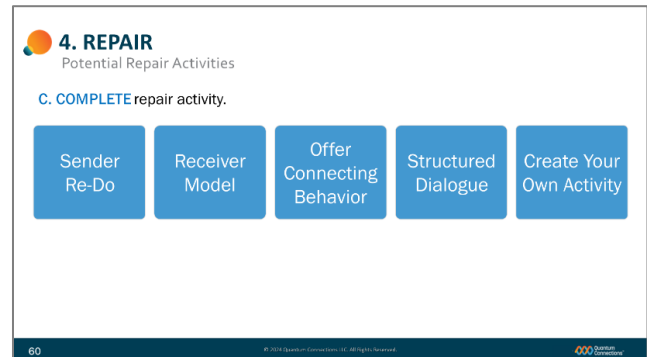 4. REPAIR
Potential Repair Activities
C. COMPLETE repair activity.
Sender
Re-Do
Receiver
Model
Offer
Connecting
Behavior
Structured
Dialogue
Create Your
Own Activity
60
© 2024 Quantum Connections LLC. All Rights Reserved.
Quantum
Connections